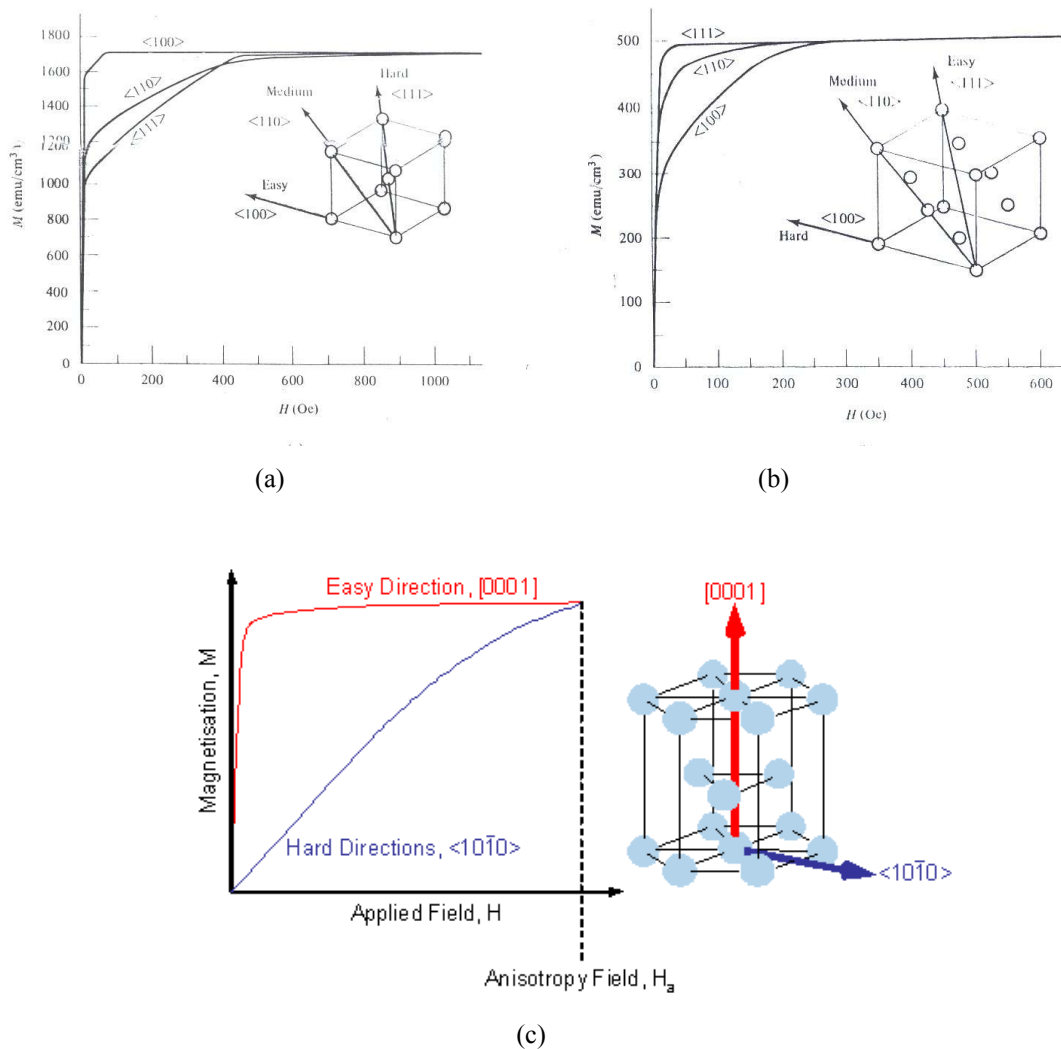 1800
1600
1400
1200
1000
800
600
400
200
0
M (emu/cm³)
<100>
<110>
<111>
Medium
<110>
Hard
<111>
Easy
<100>
0 200 400 600 800 1000
H (Oe)
(a)
500
400
300
200
100
0
M (emu/cm³)
<111>
<110>
<100>
Medium
<110>
Easy
<111>
<100>
Hard
0 100 200 300 400 500 600
H (Oe)
(b)
Magnetisation, M
Easy Direction, [0001]
Hard Directions, <101̄0>
Applied Field, H
Anisotropy Field, Hₐ
[0001]
<101̄0>
(c)